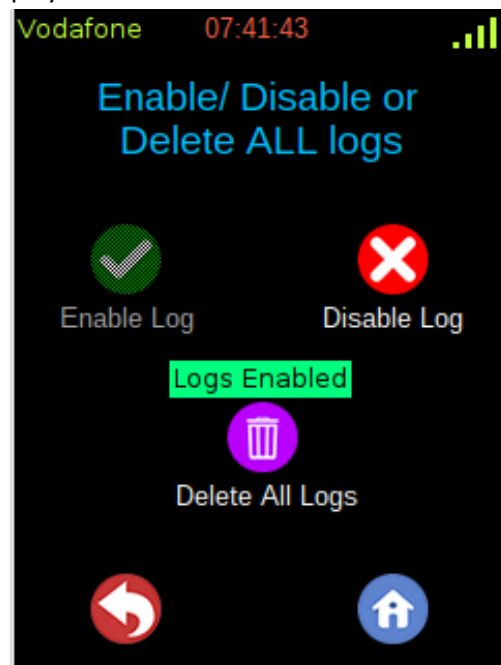 Vodafone 07:41:43
Enable/ Disable or
Delete ALL logs
Enable Log Disable Log
Logs Enabled
Delete All Logs